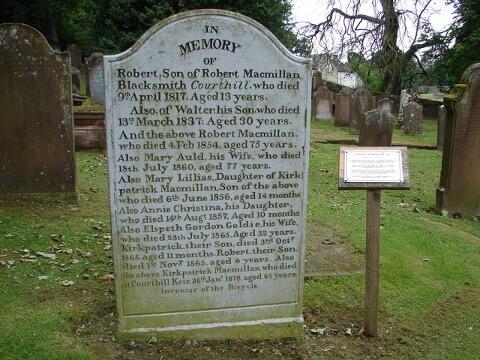 IN
MEMORY
OF
Robert, Son of Robert Macmillan
Blacksmith Courthill. who died
9th April 1817. Aged 13 years.
Also, of Walter his Son. who died
13th March 1837. Aged 30 years.
And the above Robert Macmillan.
who died 4 Feb 1854, aged 75 years.
Also Mary Auld, his Wife, who died
18th July 1860, aged 77 years.
Also Mary Lillias, Daughter of Kirk
patrick Macmillan, Son of the above
who died 6th June 1856, aged 14 months
Also Annie Christina, his Daughter,
who died 14th Augt 1857, Aged 10 months
Also Elspeth Gordon Goldie, his Wife,
who died 28th July 1865, Aged 32 years.
Kirkpatrick, their Son, died 3rd Octr
1865, aged 11 months. Robert, their Son,
died 1st Novr 1865, aged 6 years. Also
the above Kirkpatrick Macmillan who died
at Courthill Keir, 26th Jany 1878, aged 65 years.
Inventor of the Bicycle